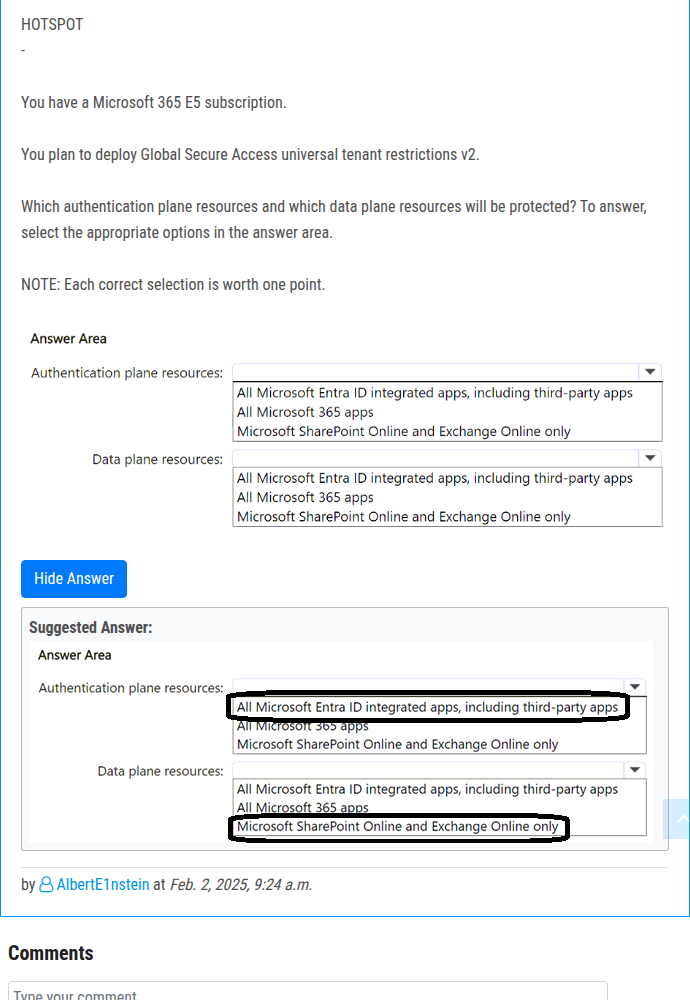 HOTSPOT
-
You have a Microsoft 365 E5 subscription.
You plan to deploy Global Secure Access universal tenant restrictions v2.
Which authentication plane resources and which data plane resources will be protected? To answer,
select the appropriate options in the answer area.
NOTE: Each correct selection is worth one point.
Answer Area
Authentication plane resources:
All Microsoft Entra ID integrated apps, including third-party apps
All Microsoft 365 apps
Microsoft SharePoint Online and Exchange Online only
Data plane resources:
All Microsoft Entra ID integrated apps, including third-party apps
All Microsoft 365 apps
Microsoft SharePoint Online and Exchange Online only
Hide Answer
Suggested Answer:
Answer Area
Authentication plane resources:
All Microsoft Entra ID integrated apps, including third-party apps
All Microsoft 365 apps
Microsoft SharePoint Online and Exchange Online only
Data plane resources:
All Microsoft Entra ID integrated apps, including third-party apps
All Microsoft 365 apps
Microsoft SharePoint Online and Exchange Online only
by AlbertE1nstein at Feb. 2, 2025, 9:24 a.m.
Comments
Type your comment